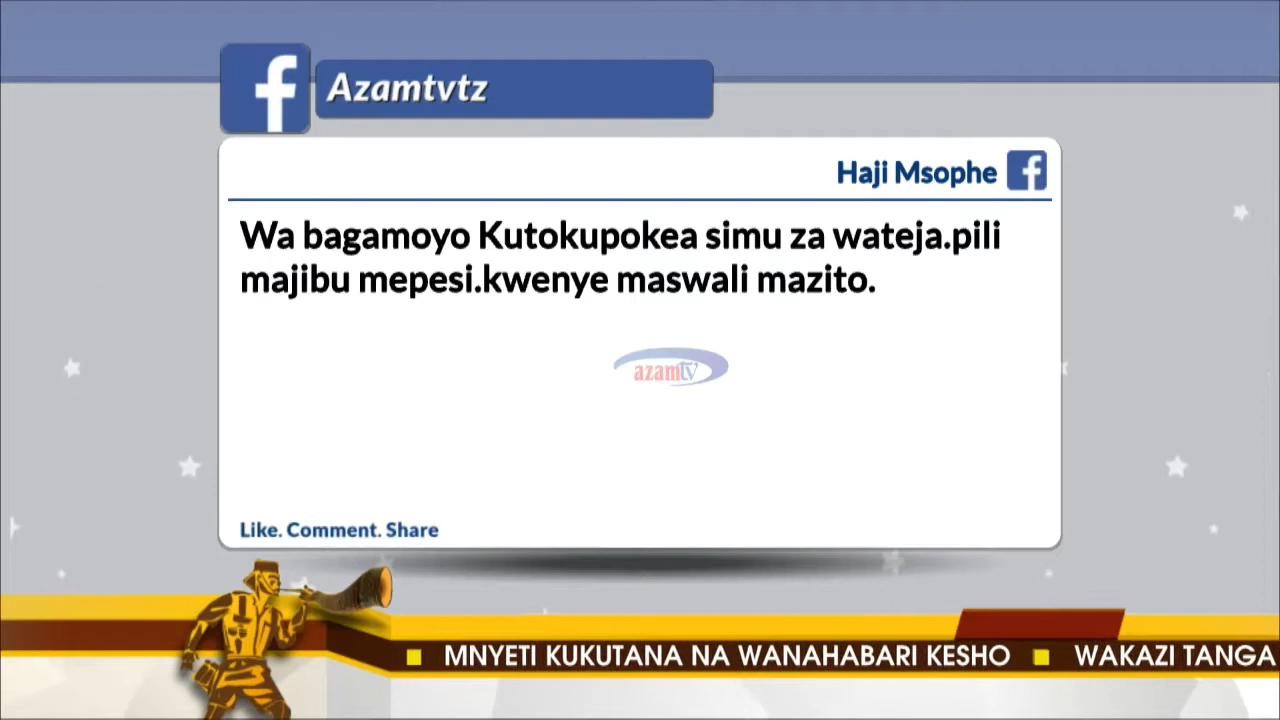 Azamtvtz
Haji Msophe
Wa bagamoyo Kutokupokea simu za wateja.pili
majibu mepesi.kwenye maswali mazito.
azamtv
Like. Comment. Share
MNYETI KUKUTANA NA WANAHABARI KESHO WAKAZI TANGA